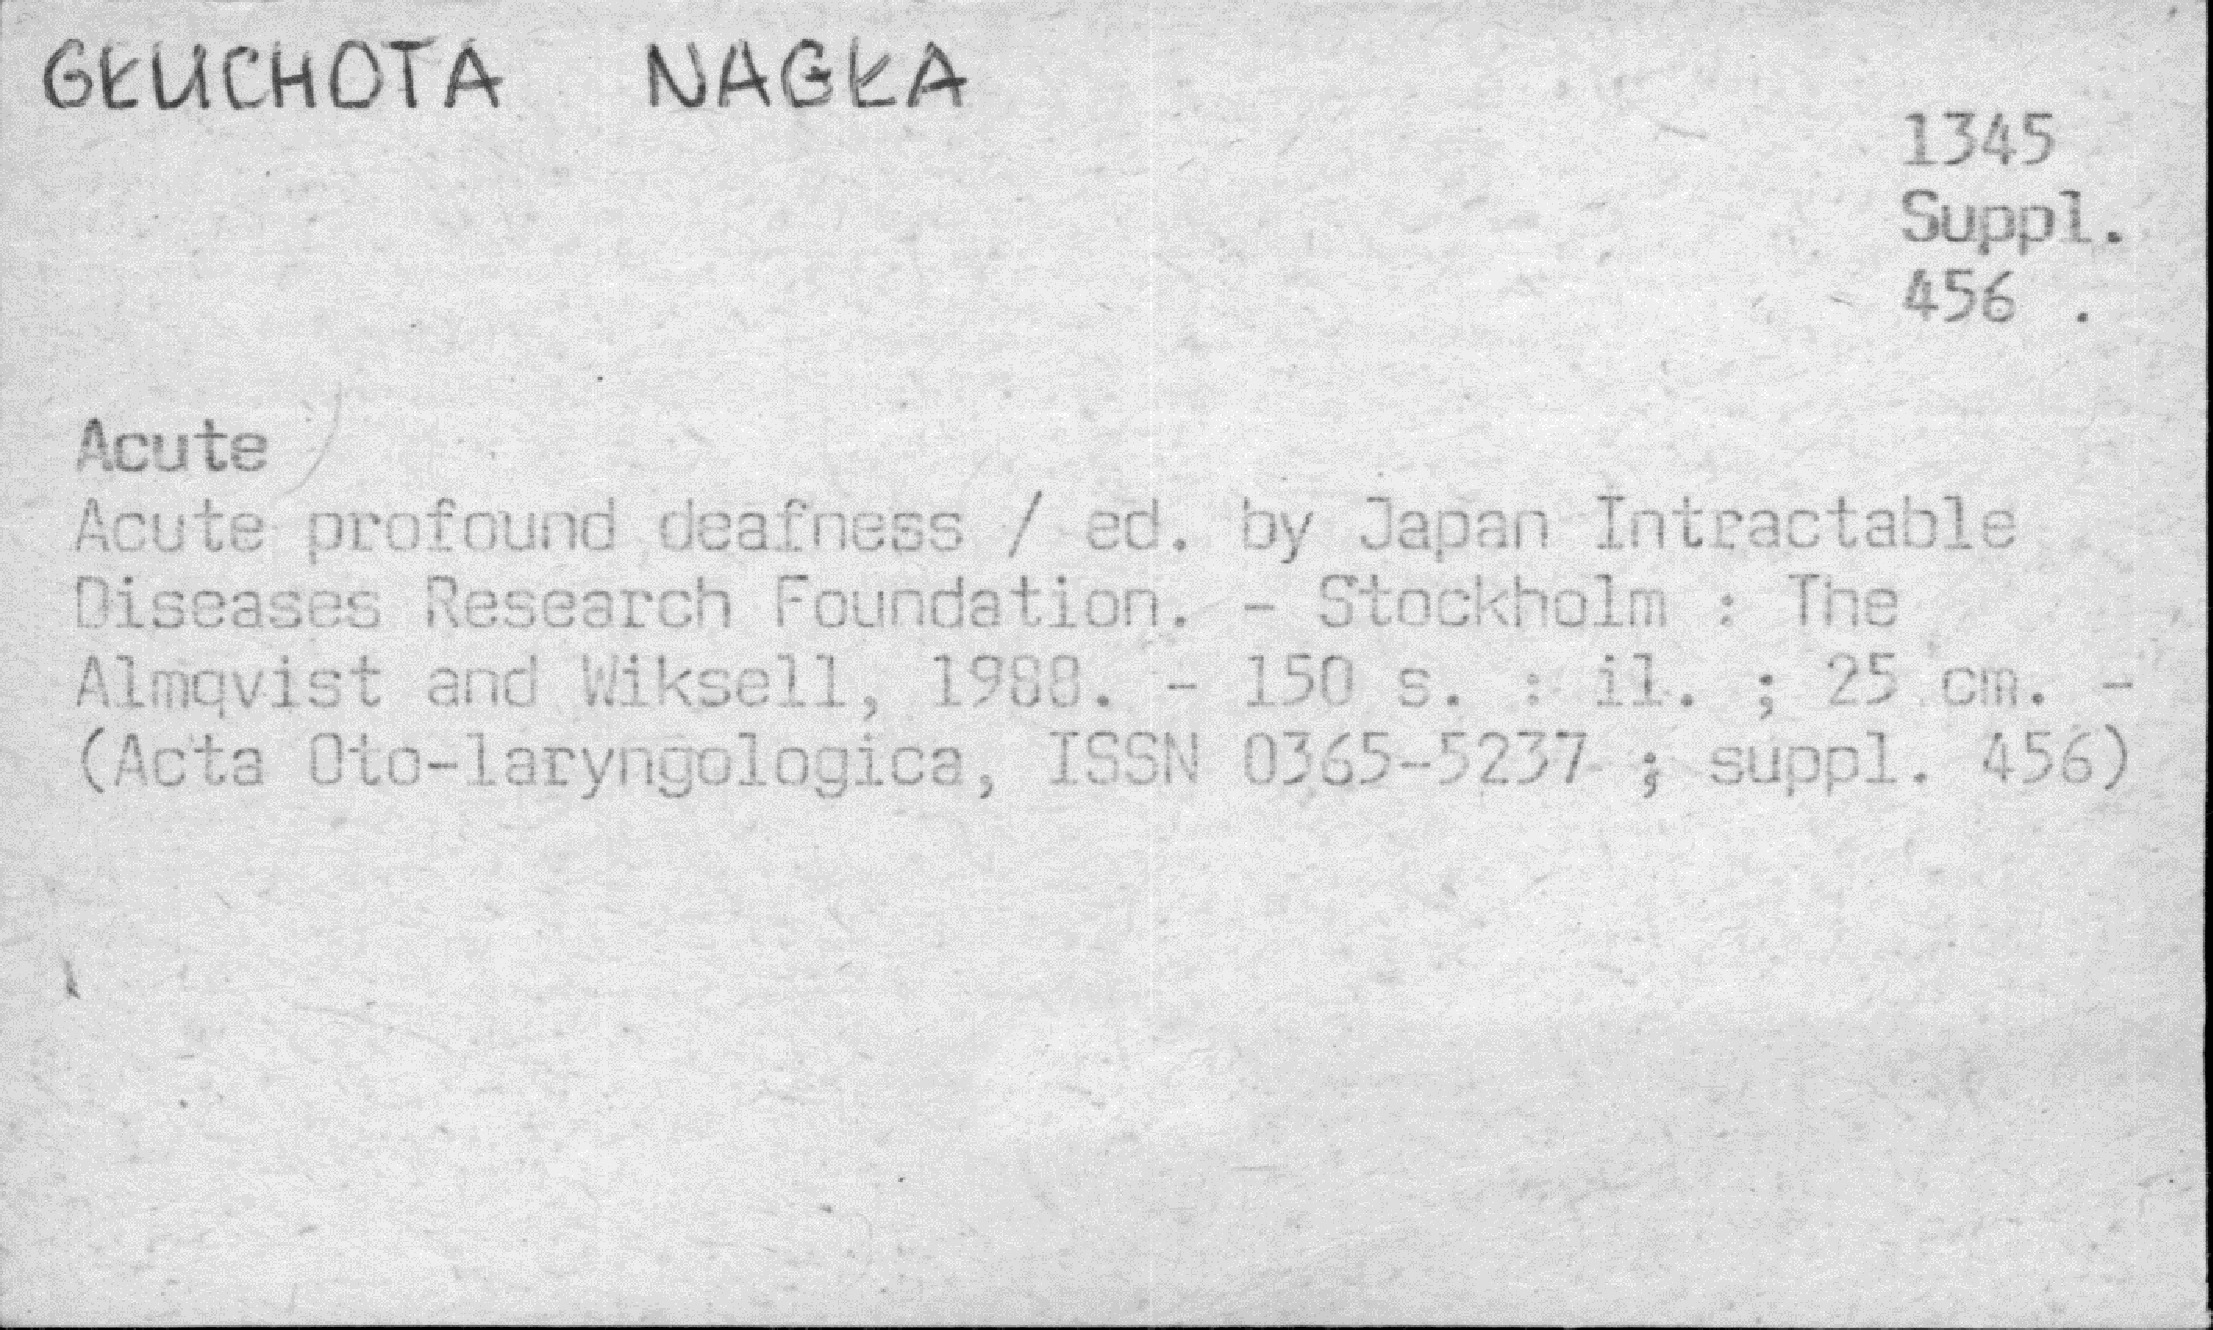 GŁUCHOTA NAGŁA
1345
Suppl.
456 .
Acute
Acute profound deafness / ed. by Japan Intractable
Diseases Research Foundation. - Stockholm : The
Almqvist and Wiksell, 1988. - 150 s. : il. ; 25 cm. -
(Acta Oto-laryngologica, ISSN 0365-5237 ; suppl. 456)